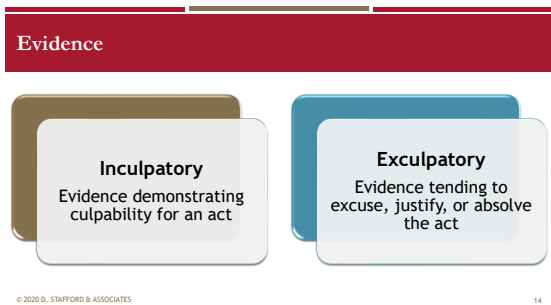 Evidence
Inculpatory
Evidence demonstrating
culpability for an act
Exculpatory
Evidence tending to
excuse, justify, or absolve
the act
© 2020 D. STAFFORD & ASSOCIATES
14